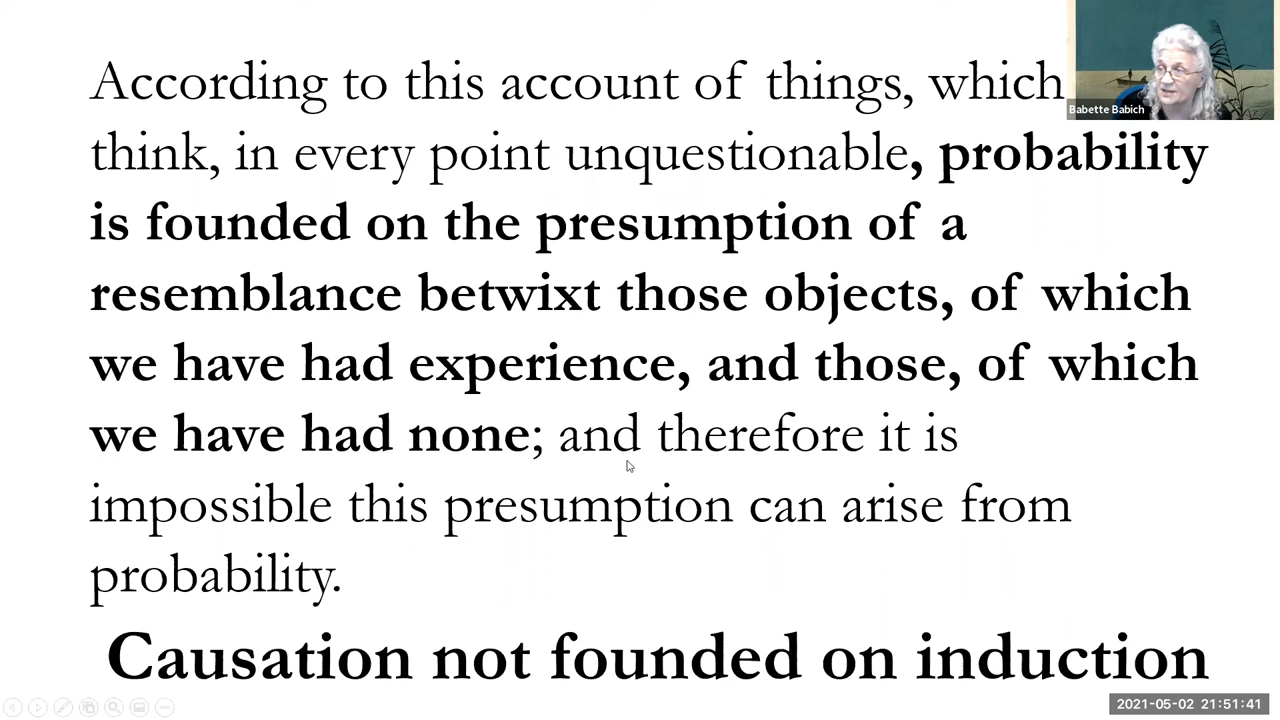 According to this account of things, which
think, in every point unquestionable, probability
is founded on the presumption of a
resemblance betwixt those objects, of which
we have had experience, and those, of which
we have had none; and therefore it is
impossible this presumption can arise from
probability.
Causation not founded on induction
Babette Babich
2021-05-02 21:51:41